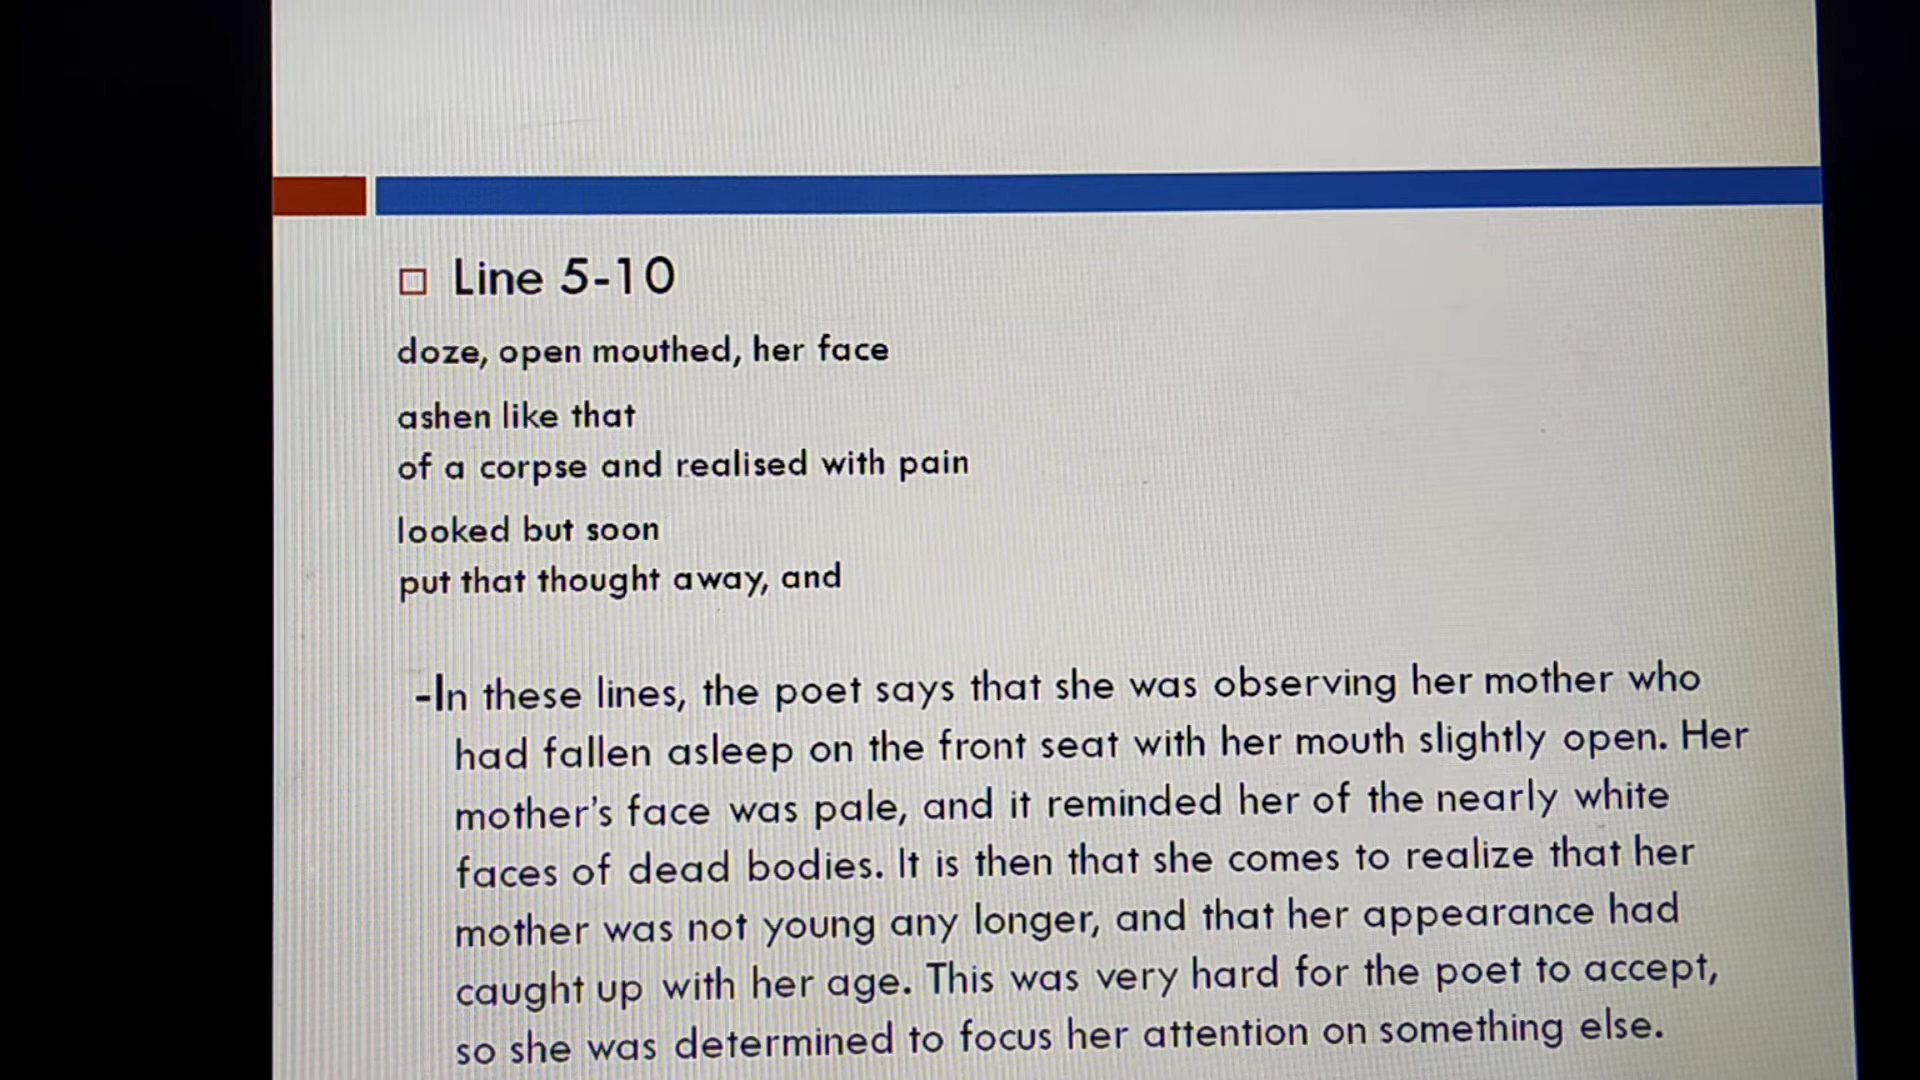 Line 5-10
doze, open mouthed, her face
ashen like that
of a corpse and realised with pain
looked but soon
put that thought away, and
-In these lines, the poet says that she was observing her mother who
had fallen asleep on the front seat with her mouth slightly open. Her
mother's face was pale, and it reminded her of the nearly white
faces of dead bodies. It is then that she comes to realize that her
mother was not young any longer, and that her appearance had
caught up with her age. This was very hard for the poet to accept,
so she was determined to focus her attention on something else.